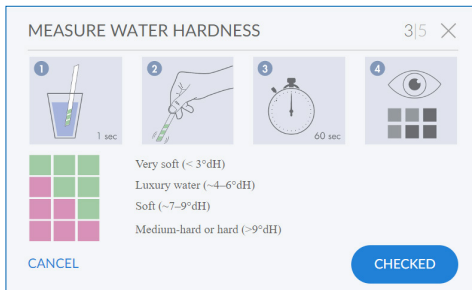 MEASURE WATER HARDNESS
3|5
1
2
3
4
1 sec
60 sec
Very soft (< 3°dH)
Luxury water (~4–6°dH)
Soft (~7–9°dH)
Medium-hard or hard (>9°dH)
CANCEL
CHECKED